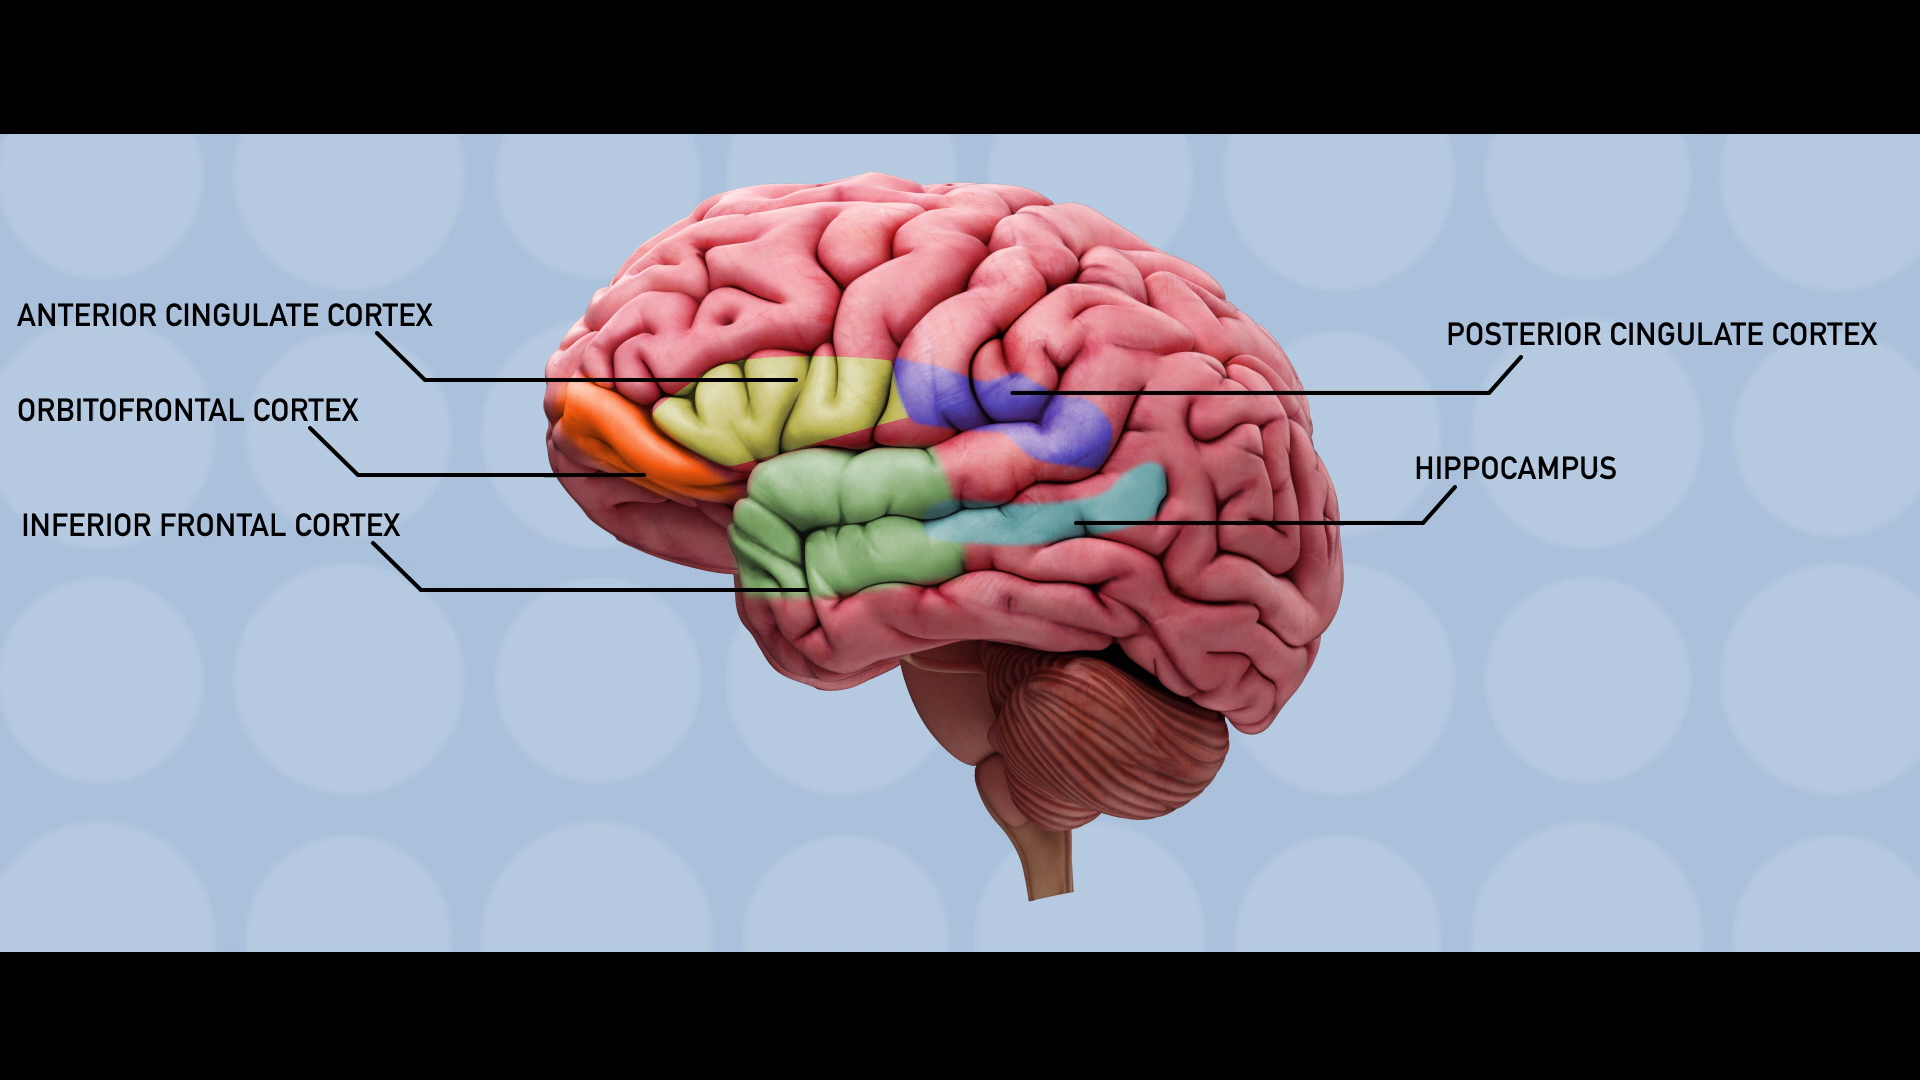 ANTERIOR CINGULATE CORTEX
ORBITOFRONTAL CORTEX
INFERIOR FRONTAL CORTEX
POSTERIOR CINGULATE CORTEX
HIPPOCAMPUS